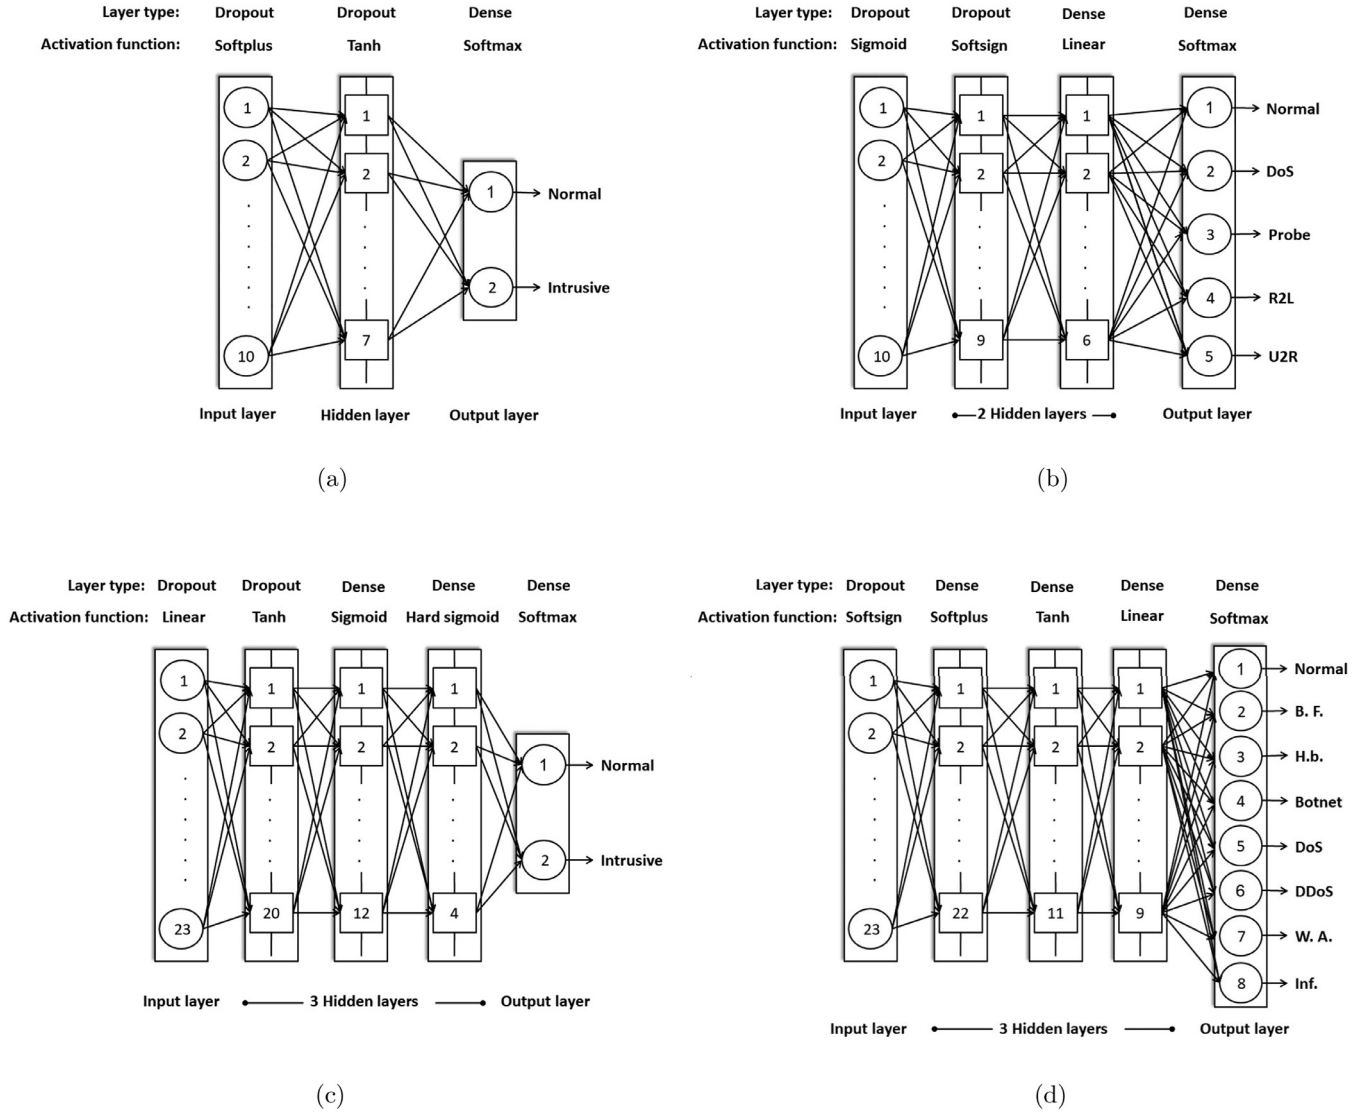 Layer type: Dropout Dropout Dense
Activation function: Softplus Tanh Softmax
1 1
2 2 1 Normal
2 Intrusive
10 7
Input layer Hidden layer Output layer
(a)
Layer type: Dropout Dropout Dense Dense
Activation function: Sigmoid Softsign Linear Softmax
1 1 1 1 Normal
2 2 2 2 DoS
3 Probe
4 R2L
10 9 6 5 U2R
Input layer 2 Hidden layers Output layer
(b)
Layer type: Dropout Dropout Dense Dense Dense
Activation function: Linear Tanh Sigmoid Hard sigmoid Softmax
1 1 1 1
2 2 2 2 1 Normal
2 Intrusive
23 20 12 4
Input layer 3 Hidden layers Output layer
(c)
Layer type: Dropout Dense Dense Dense Dense
Activation function: Softsign Softplus Tanh Linear Softmax
1 1 1 1 1 Normal
2 2 2 2 2 B. F.
3 H.b.
4 Botnet
5 DoS
6 DDoS
23 22 11 9 7 W. A.
8 Inf.
Input layer 3 Hidden layers Output layer
(d)